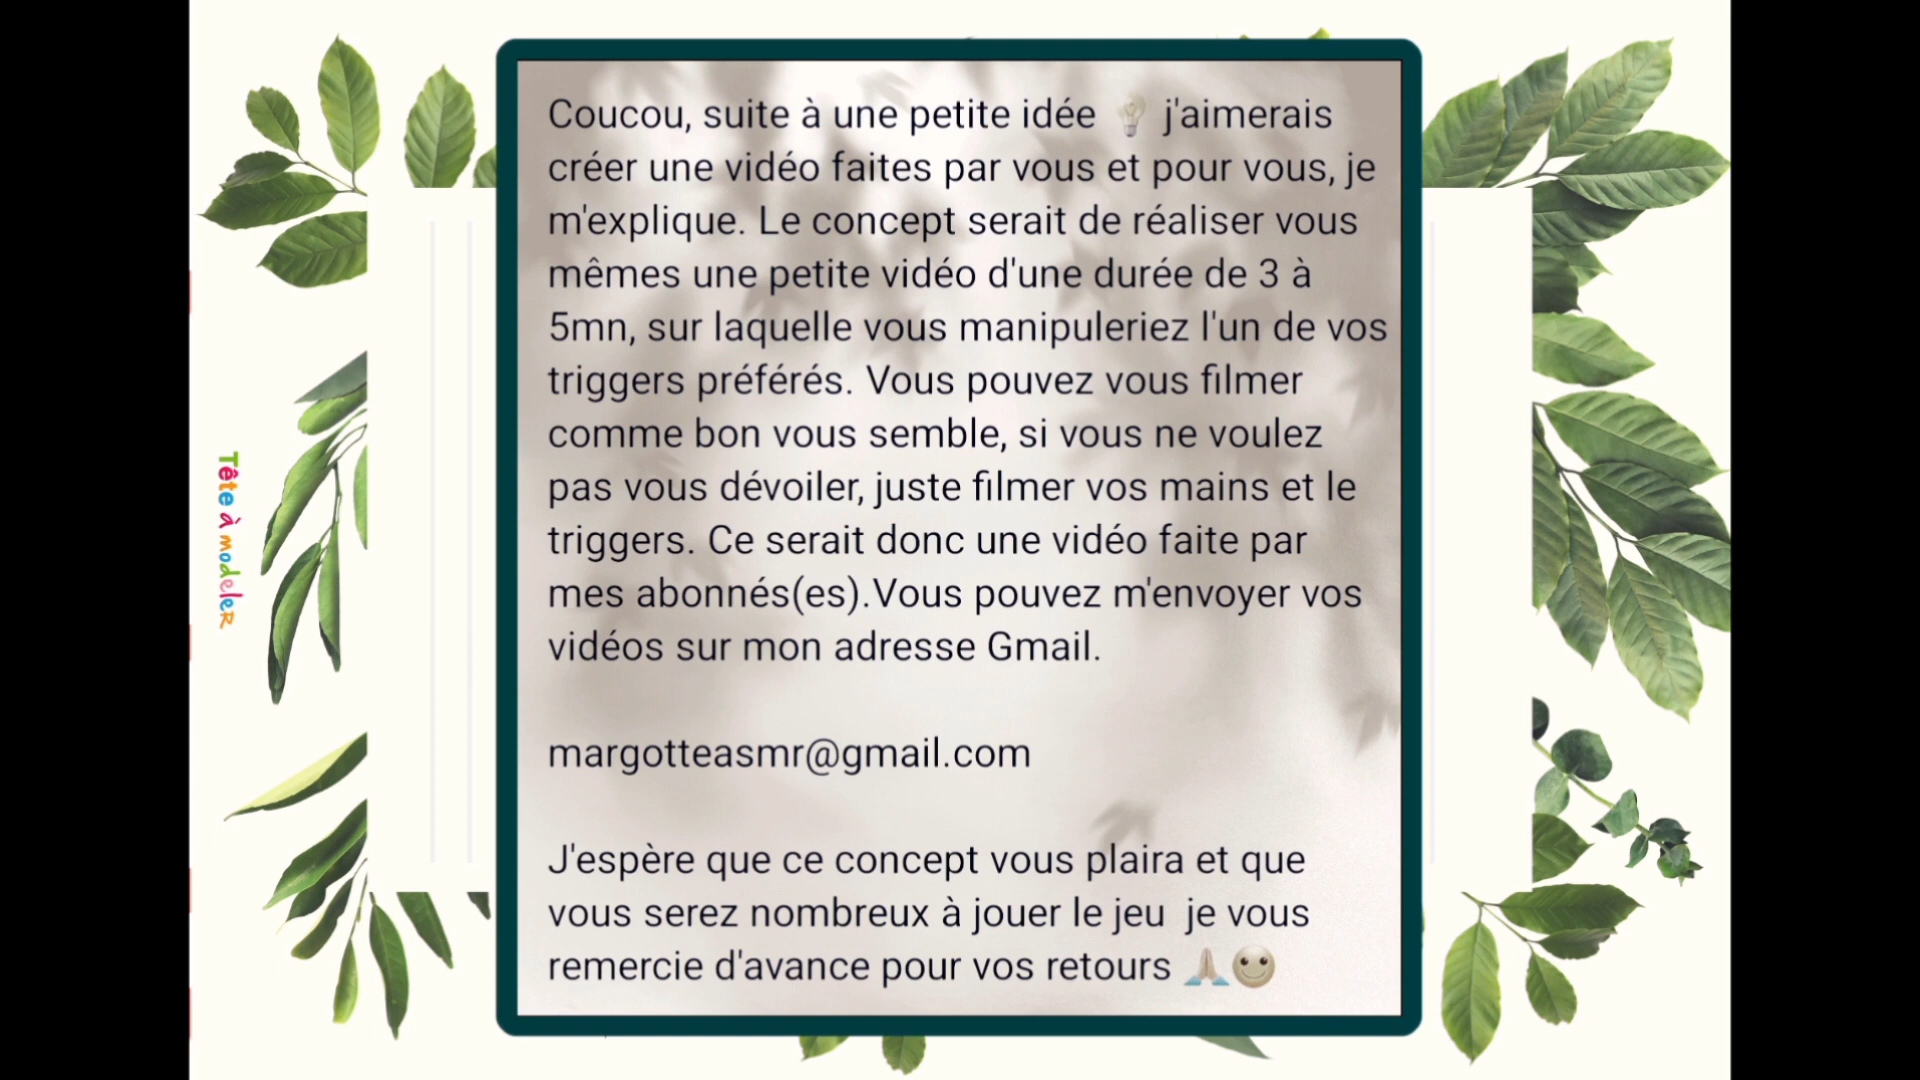 Coucou, suite à une petite idée 💡 j'aimerais
créer une vidéo faites par vous et pour vous, je
m'explique. Le concept serait de réaliser vous
mêmes une petite vidéo d'une durée de 3 à
5mn, sur laquelle vous manipuleriez l'un de vos
triggers préférés. Vous pouvez vous filmer
comme bon vous semble, si vous ne voulez
pas vous dévoiler, juste filmer vos mains et le
triggers. Ce serait donc une vidéo faite par
mes abonnés(es).Vous pouvez m'envoyer vos
vidéos sur mon adresse Gmail.
margotteasmr@gmail.com
J'espère que ce concept vous plaira et que
vous serez nombreux à jouer le jeu  je vous
remercie d'avance pour vos retours 🙏🏼🙂
Tête à modeler